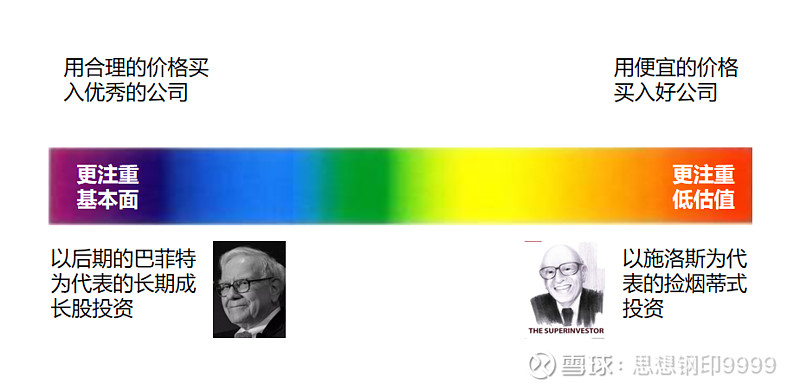 用合理的价格买
入优秀的公司
用便宜的价格
买入好公司
更注重
基本面
更注重
低估值
以后期的巴菲特
为代表的长期成
长股投资
以施洛斯为代
表的捡烟蒂式
投资
THE SUPERINVESTOR
雪球:思想钢印9999